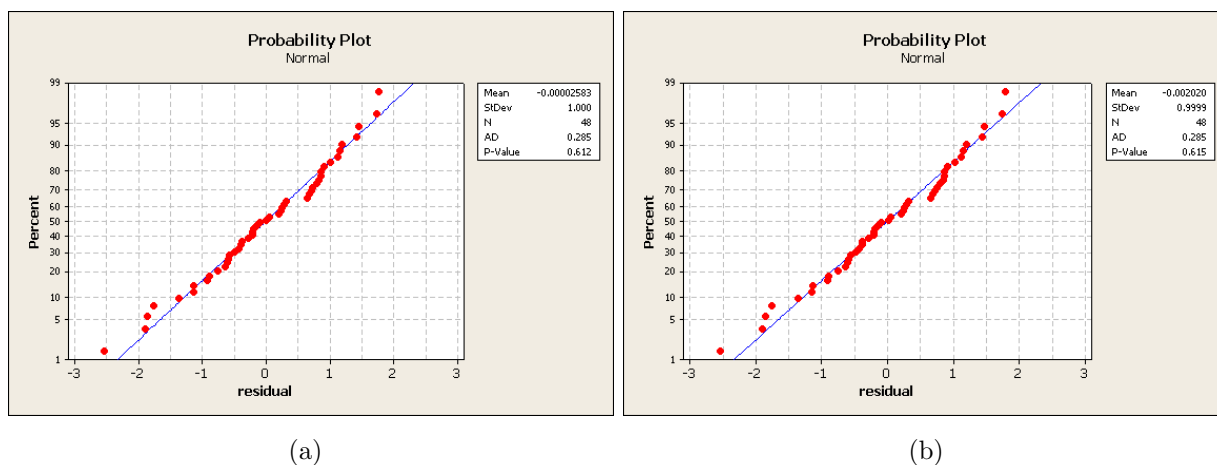 Probability Plot
Normal
99
95
90
80
70
60
50
40
30
20
10
5
1
Percent
-3 -2 -1 0 1 2 3
residual
Mean -0.00002583
StDev 1.000
N 48
AD 0.285
P-Value 0.612
(a)
Probability Plot
Normal
99
95
90
80
70
60
50
40
30
20
10
5
1
Percent
-3 -2 -1 0 1 2 3
residual
Mean -0.002020
StDev 0.9999
N 48
AD 0.285
P-Value 0.615
(b)